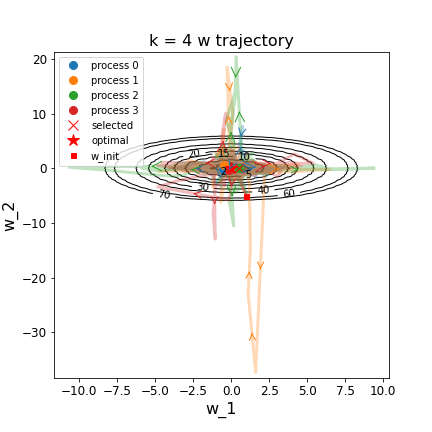 k = 4 w trajectory
process 0
process 1
process 2
process 3
selected
optimal
w_init
20
10
0
−10
−20
−30
w_2
20
15
10
5
30
40
60
70
−10.0
−7.5
−5.0
−2.5
0.0
2.5
5.0
7.5
10.0
w_1